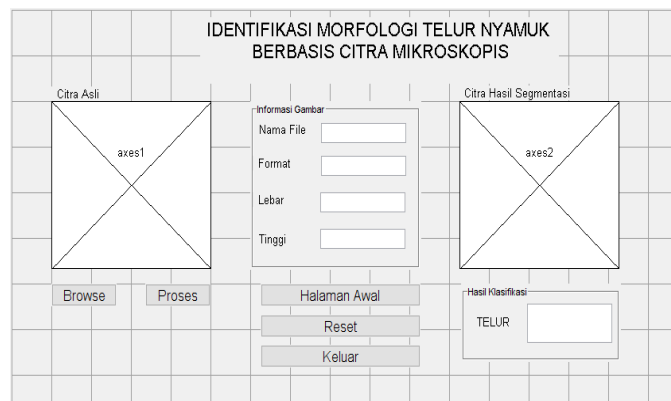 IDENTIFIKASI MORFOLOGI TELUR NYAMUK
BERBASIS CITRA MIKROSKOPIS
Citra Asli
axes1
Browse
Proses
Informasi Gambar
Nama File
Format
Lebar
Tinggi
Halaman Awal
Reset
Keluar
Citra Hasil Segmentasi
axes2
Hasil Klasifikasi
TELUR